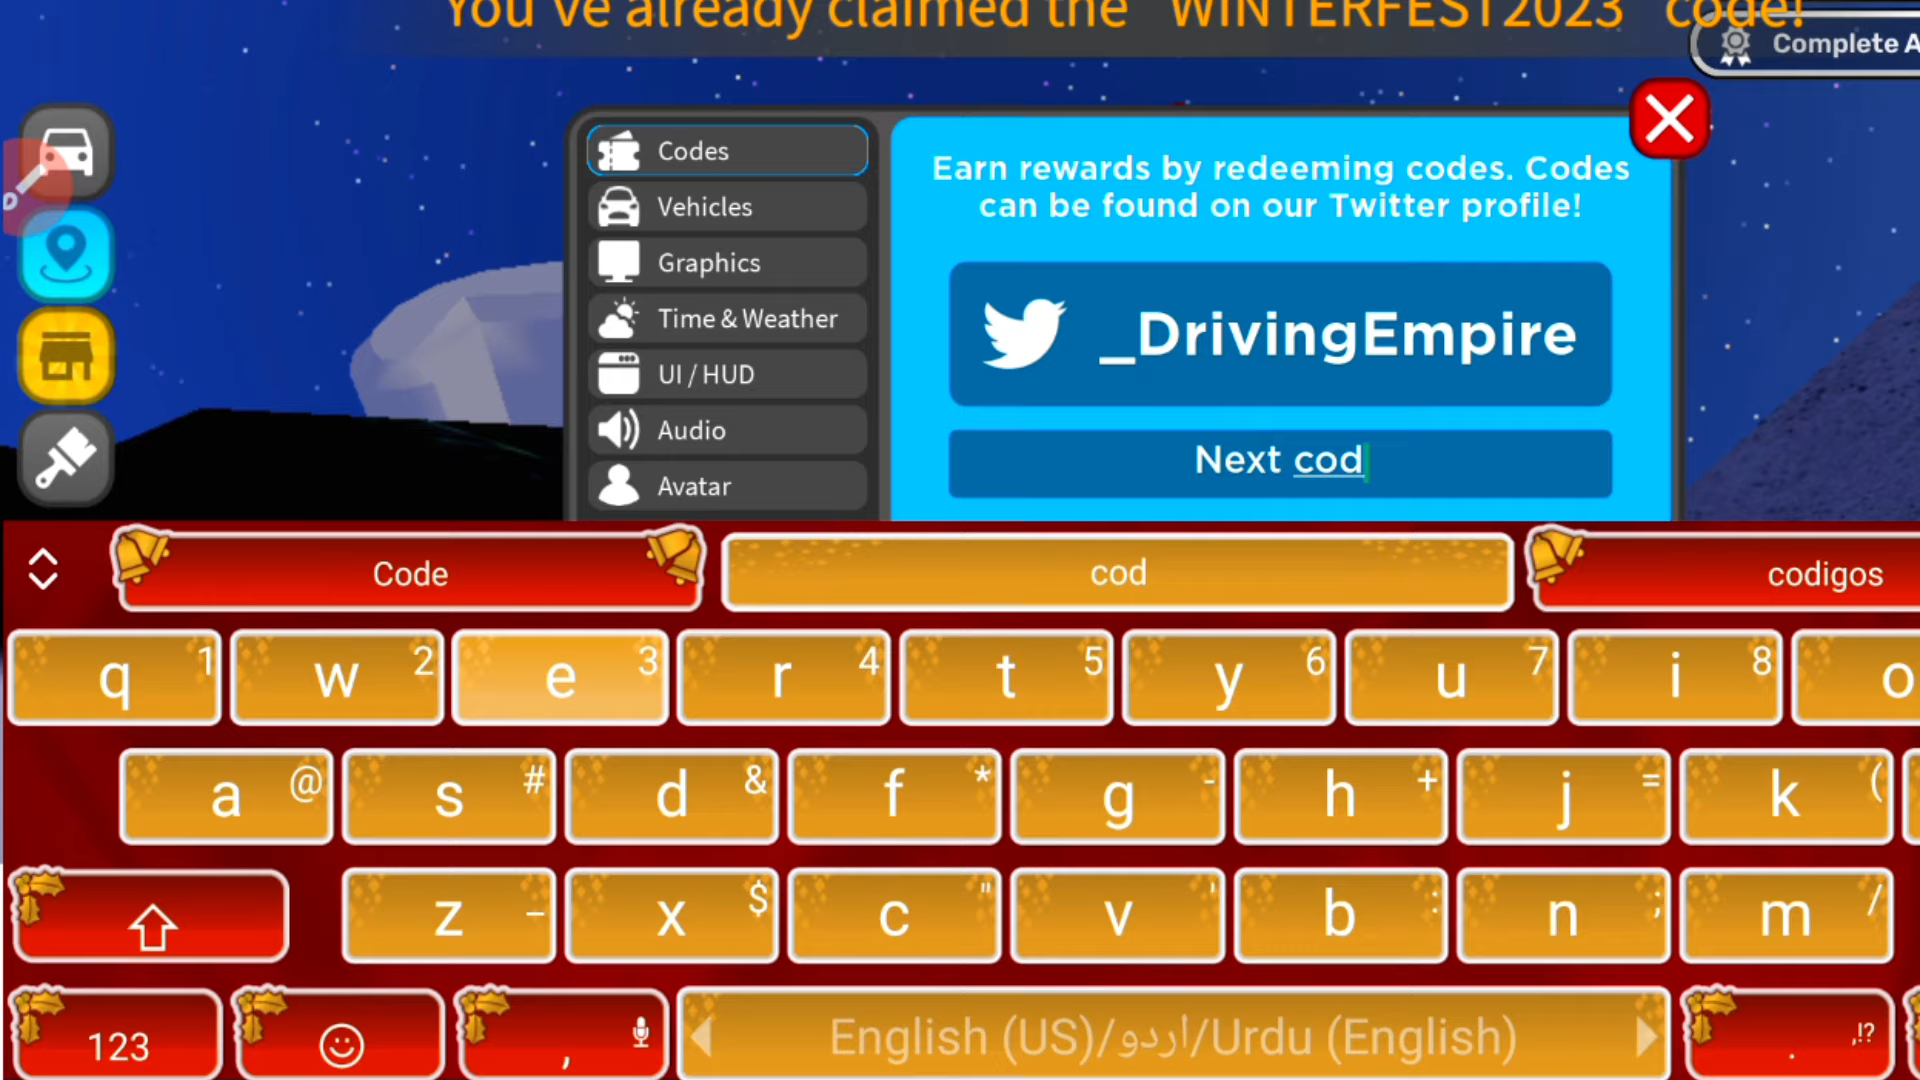 You've already claimed the "WINTERFEST2023" code!
Complete A
Codes
Vehicles
Graphics
Time & Weather
UI / HUD
Audio
Avatar
Earn rewards by redeeming codes. Codes
can be found on our Twitter profile!
_DrivingEmpire
Next cod
Code cod codigos
q 1 w 2 e 3 r 4 t 5 y 6 u 7 i 8 o
a @ s # d & f * g - h + j = k (
z _ x $ c " v ' b : n ; m /
123 , English (US)/اردو/Urdu (English) . ,!?